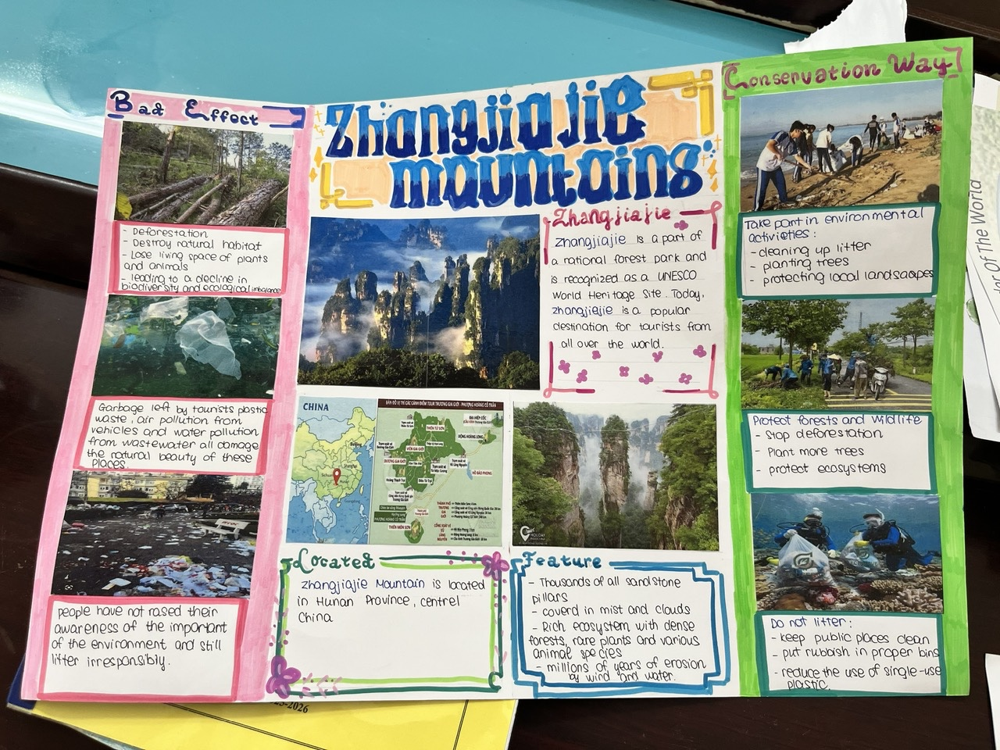 Bad Effect
- Deforestation
- Destroy natural habitat
- Lose living space of plants
and animals
- leading to a decline in
biodiversity and ecological imbalance
Garbage left by tourists plastic
waste, air pollution from
vehicles and water pollution
from wastewater all damage
the natural beauty of these
places.
people have not rased their
awareness of the important
of the environment and still
litter irresponsibly.
Zhangjiajie
mountains
Zhangjiajie
Zhangjiajie is a part of
a national forest park and
is recognized as a UNESCO
World Heritage Site. Today,
zhangjiejie is a popular
destination for tourists from
all over the world.
CHINA
Beijing
Shanghai
BẢN ĐỒ VỊ TRÍ CÁC CẢNH ĐIỂM TOUR TRƯƠNG GIA GIỚI - PHƯỢNG HOÀNG CỔ TRẤN
THIÊN TỬ SƠN
ĐỘNG HOÀNG LONG
HỒ BẢO PHONG
THIÊN MÔN SƠN
HOLIDAY
Located
Zhangjiajie Mountain is located
in Hunan Province, centrel
China
Feature
- Thousands of all sandstone
pillars
- coverd in mist and clouds
- Rich ecosystem with dense
forests, rare plants and various
animal species
- millions of years of erosion
by wind and water.
Conservation Way
Take part in environmental
activieties:
- cleaning up litter
- planting trees
- protecting local landscapes
Protect forests and wildlife
- Stop deforestation
- Plant more trees
- protect ecosystems
Do not litter:
- keep public places clean
- put rubbish in proper bins
- reduce the use of single-use
plastic.
-2026
Of The World